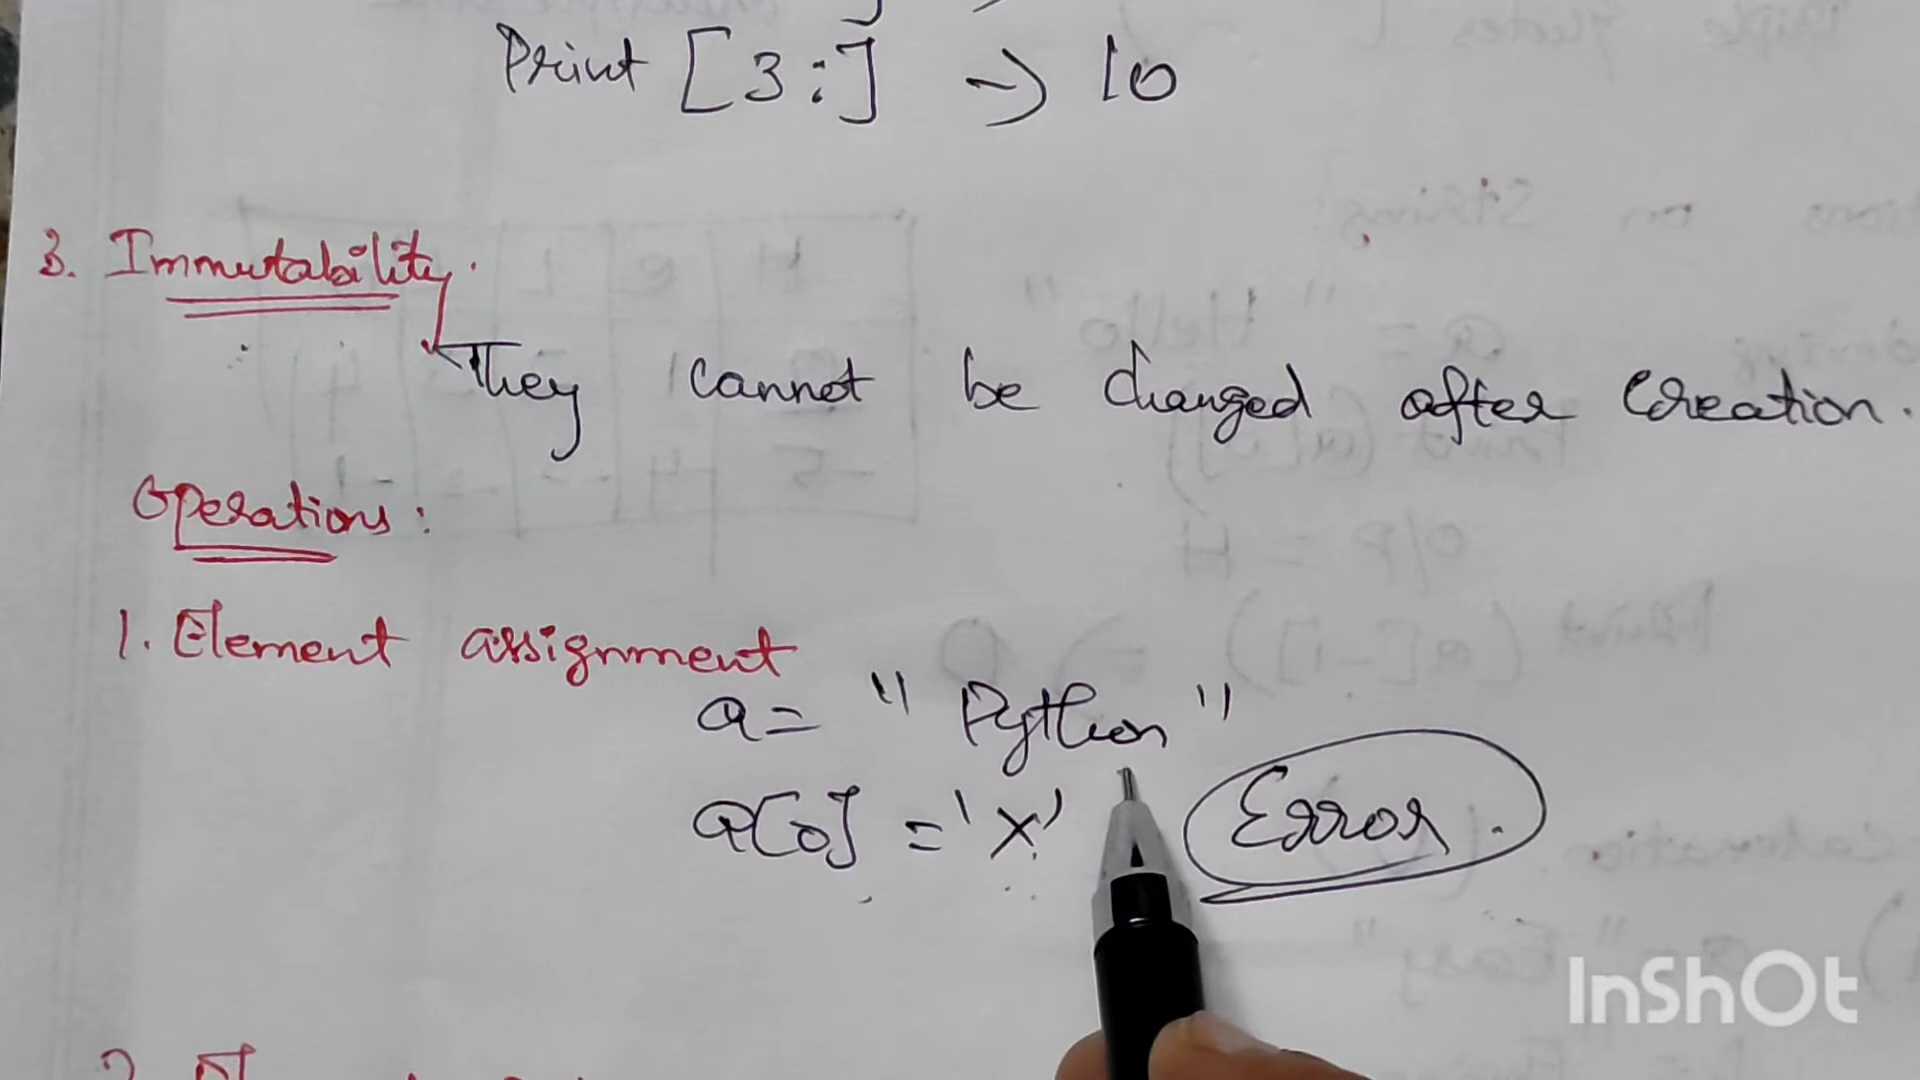 Print [3:] -> lo
3. Immutability.
They cannot be changed after creation.
Operations:
1. Element assignment
a = "Python"
a[0] = 'X' Error.
InShOt